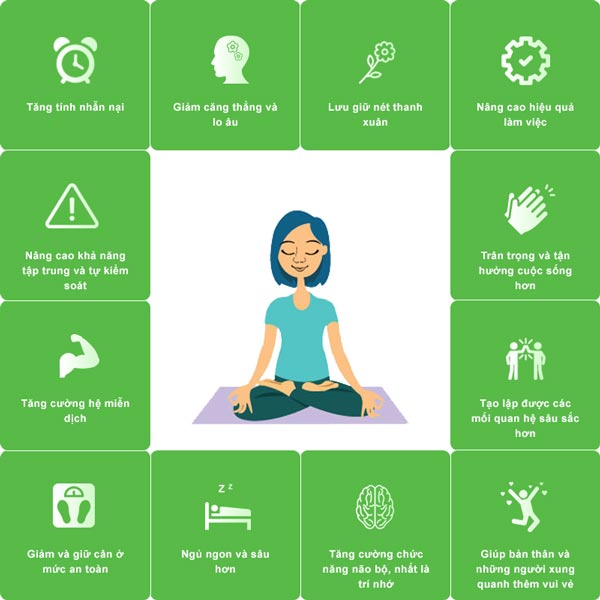 Tăng tính nhẫn nại
Giảm căng thẳng và
lo âu
Lưu giữ nét thanh
xuân
Nâng cao hiệu quả
làm việc
Nâng cao khả năng
tập trung và tự kiểm
soát
Trân trọng và tận
hưởng cuộc sống
hơn
Tăng cường hệ miễn
dịch
Tạo lập được các
mối quan hệ sâu sắc
hơn
Giảm và giữ cân ở
mức an toàn
Z Z
Ngủ ngon và sâu
hơn
Tăng cường chức
năng não bộ, nhất là
trí nhớ
Giúp bản thân và
những người xung
quanh thêm vui vẻ